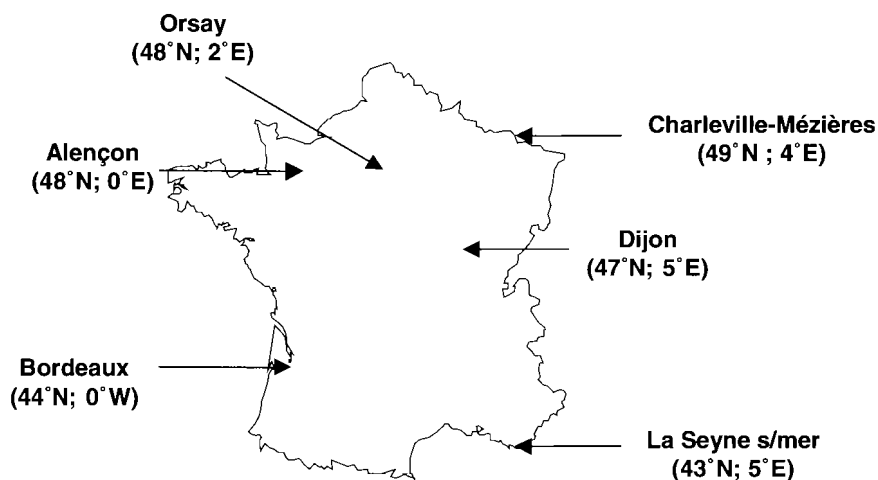 Orsay
(48˚N; 2˚E)
Charleville-Mézières
(49˚N ; 4˚E)
Alençon
(48˚N; 0˚E)
Dijon
(47˚N; 5˚E)
Bordeaux
(44˚N; 0˚W)
La Seyne s/mer
(43˚N; 5˚E)